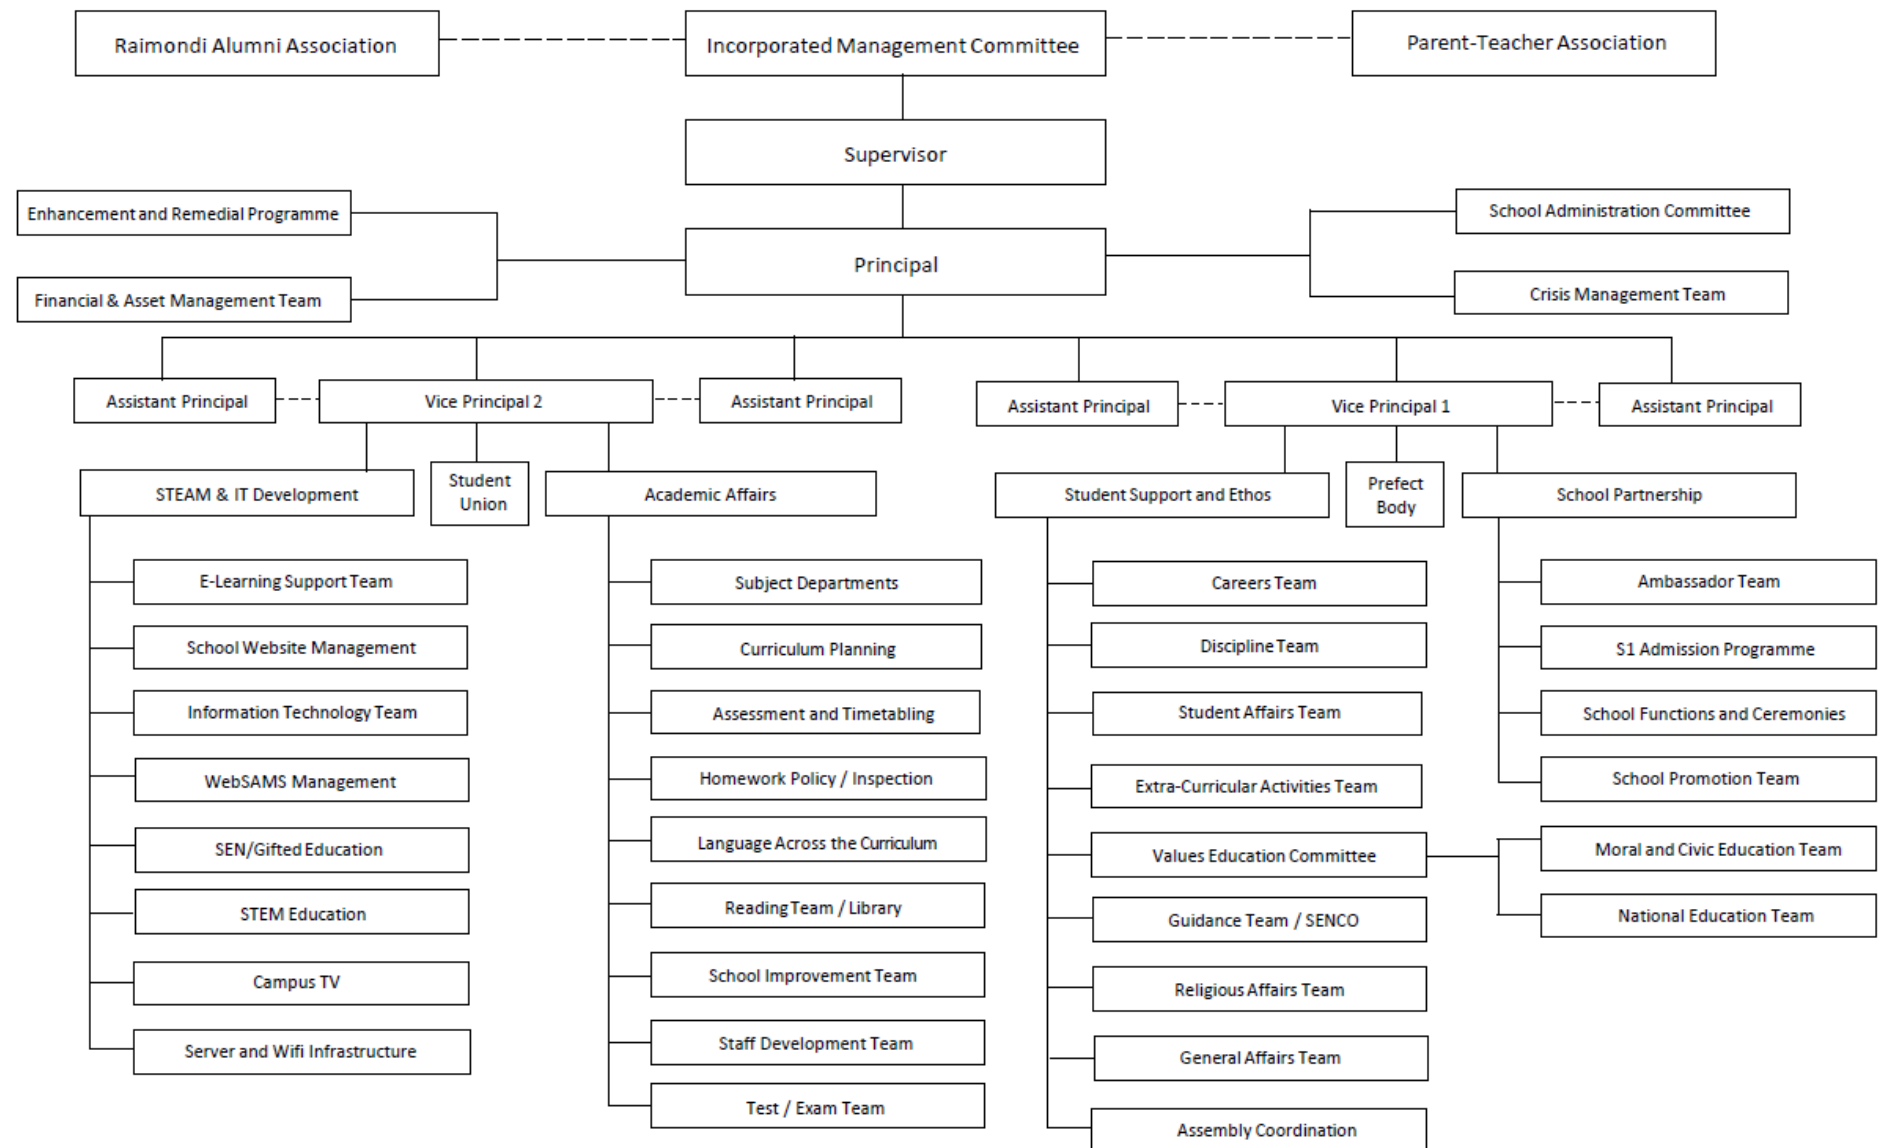 Raimondi Alumni Association
Incorporated Management Committee
Parent-Teacher Association
Supervisor
Enhancement and Remedial Programme
School Administration Committee
Principal
Financial & Asset Management Team
Crisis Management Team
Assistant Principal
Vice Principal 2
Assistant Principal
Assistant Principal
Vice Principal 1
Assistant Principal
STEAM & IT Development
Student
Union
Academic Affairs
Student Support and Ethos
Prefect
Body
School Partnership
E-Learning Support Team
School Website Management
Information Technology Team
WebSAMS Management
SEN/Gifted Education
STEM Education
Campus TV
Server and Wifi Infrastructure
Subject Departments
Curriculum Planning
Assessment and Timetabling
Homework Policy / Inspection
Language Across the Curriculum
Reading Team / Library
School Improvement Team
Staff Development Team
Test / Exam Team
Careers Team
Discipline Team
Student Affairs Team
Extra-Curricular Activities Team
Values Education Committee
Guidance Team / SENCO
Religious Affairs Team
General Affairs Team
Assembly Coordination
Ambassador Team
S1 Admission Programme
School Functions and Ceremonies
School Promotion Team
Moral and Civic Education Team
National Education Team